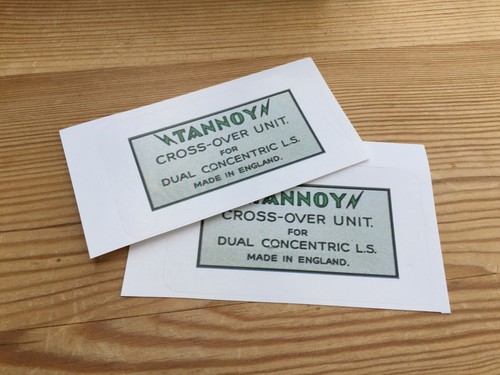 TANNOY
CROSS-OVER UNIT.
FOR
DUAL CONCENTRIC L.S.
MADE IN ENGLAND.
TANNOY
CROSS-OVER UNIT.
FOR
DUAL CONCENTRIC L.S.
MADE IN ENGLAND.